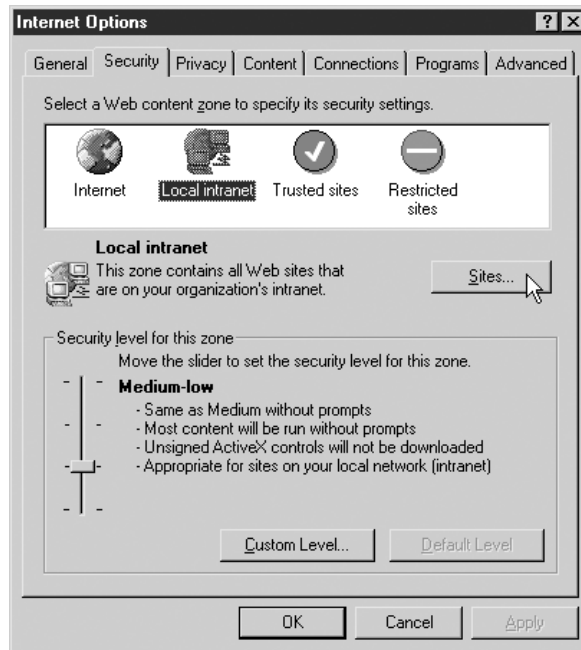 Internet Options
General Security Privacy Content Connections Programs Advanced
Select a Web content zone to specify its security settings.
Internet Local intranet Trusted sites Restricted
sites
Local intranet
This zone contains all Web sites that
are on your organization's intranet.
Sites...
Security level for this zone
Move the slider to set the security level for this zone.
Medium-low
- Same as Medium without prompts
- Most content will be run without prompts
- Unsigned ActiveX controls will not be downloaded
- Appropriate for sites on your local network (intranet)
Custom Level... Default Level
OK Cancel Apply